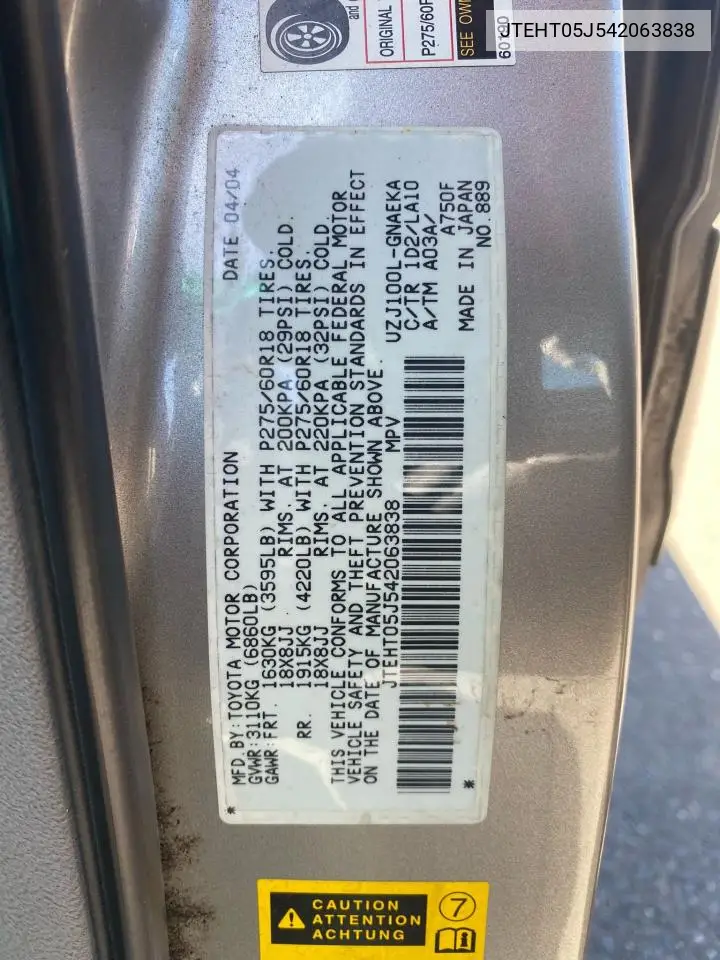 JTEHT05J542063838
and
ORIGINAL
P275/60R
SEE OWN
MFD.BY:TOYOTA MOTOR CORPORATION DATE 04/04
GVWR:3110KG (6860LB)
GAWR:FRT. 1630KG (3595LB) WITH P275/60R18 TIRES.
18X8JJ RIMS. AT 200KPA (29PSI) COLD.
RR. 1915KG (4220LB) WITH P275/60R18 TIRES.
18X8JJ RIMS. AT 220KPA (32PSI) COLD.
THIS VEHICLE CONFORMS TO ALL APPLICABLE FEDERAL MOTOR
VEHICLE SAFETY AND THEFT PREVENTION STANDARDS IN EFFECT
ON THE DATE OF MANUFACTURE SHOWN ABOVE.
JTEHT05J542063838 MPV
UZJ100L-GNAEKA
C/TR 1D2/LA10
A/TM A03A/
A750F
MADE IN JAPAN
NO.889
* *
CAUTION
ATTENTION
ACHTUNG
7
i